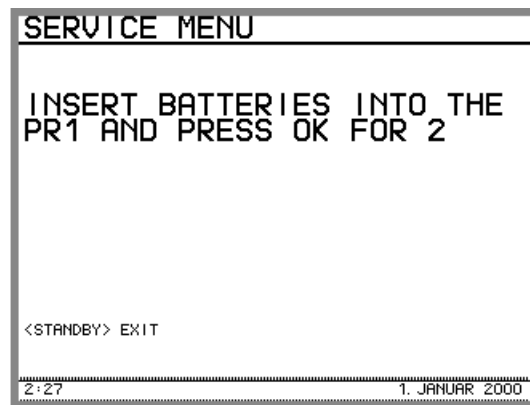 SERVICE MENU
INSERT BATTERIES INTO THE
PR1 AND PRESS OK FOR 2
<STANDBY> EXIT
2:27 1. JANUAR 2000